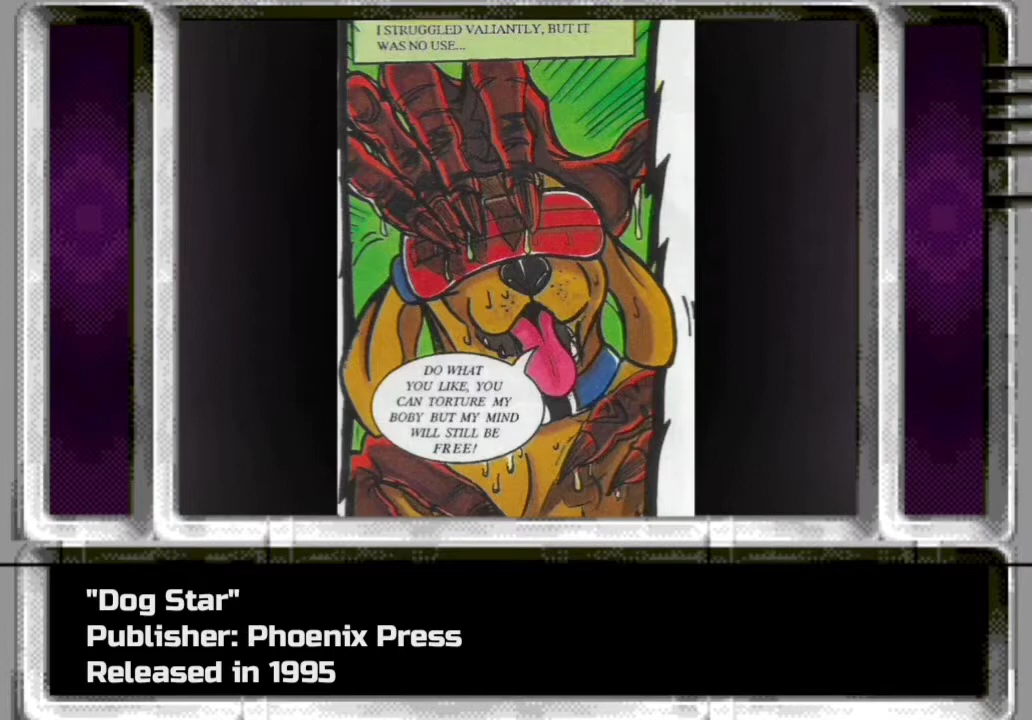 I STRUGGLED VALIANTLY, BUT IT
WAS NO USE...
DO WHAT
YOU LIKE, YOU
CAN TORTURE MY
BOBY BUT MY MIND
WILL STILL BE
FREE!
"Dog Star"
Publisher: Phoenix Press
Released in 1995